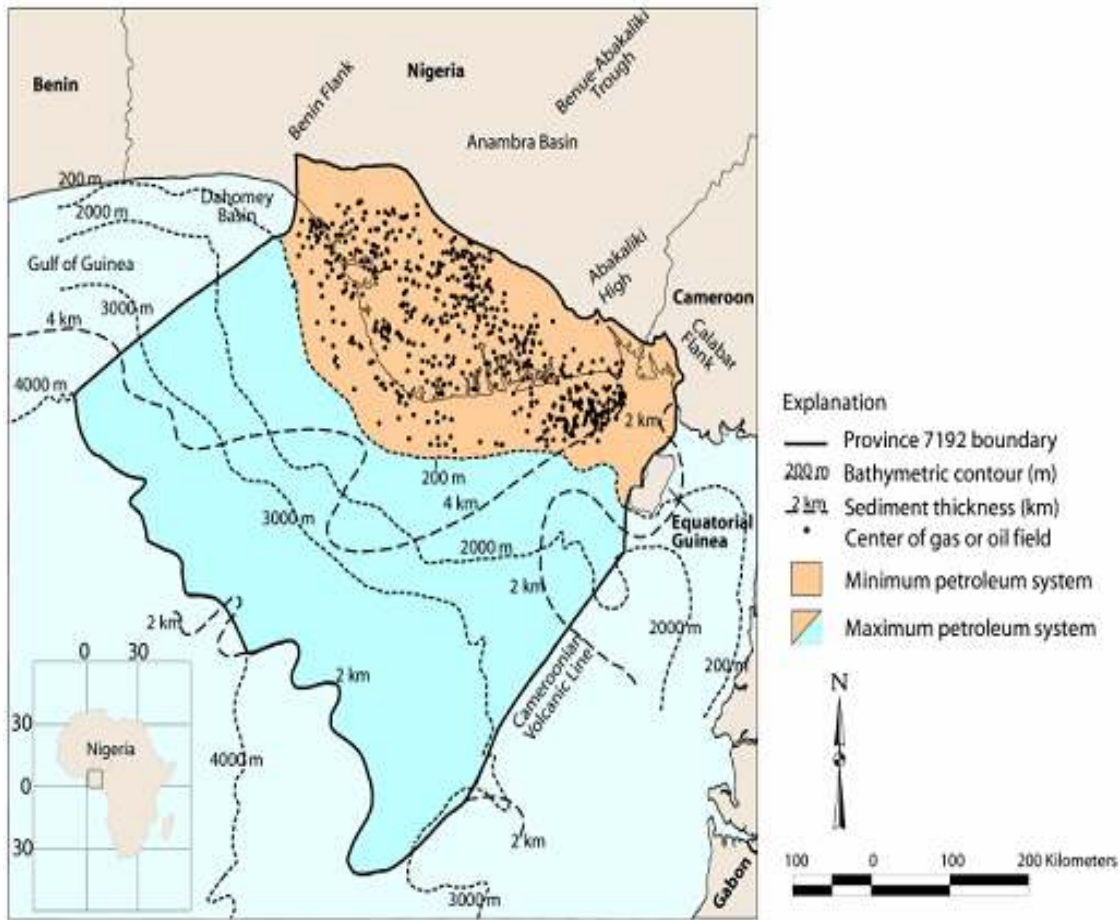 Benin
Nigeria
Benin Flank
Benue-Abakaliki
Trough
Anambra Basin
200 m
2000 m
Dahomey
Basin
Gulf of Guinea
3000 m
4 km
4000 m
Abakaliki
High
Cameroon
Calabar
Flank
2 km
200 m
4 km
3000 m
2000 m
Equatorial
Guinea
2 km
2000 m
200 m
2 km
2 km
Cameroonian
Volcanic Linel
4000 m
2 km
3000 m
Gabon
0 30
30
Nigeria
0
30
Explanation
Province 7192 boundary
200 m Bathymetric contour (m)
2 km Sediment thickness (km)
Center of gas or oil field
Minimum petroleum system
Maximum petroleum system
N
100 0 100 200 Kilometers